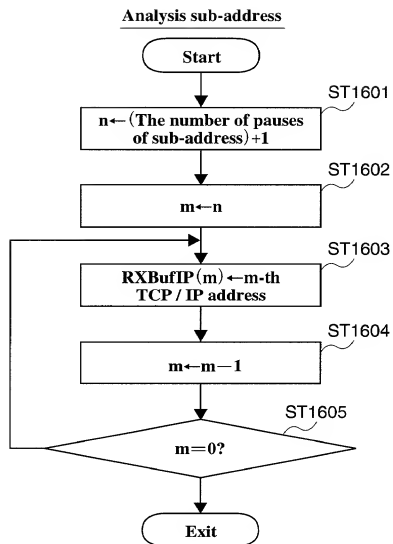 Analysis sub-address
Start
ST1601
n←(The number of pauses
of sub-address)+1
ST1602
m←n
ST1603
RXBufIP(m)←m-th
TCP / IP address
ST1604
m←m−1
ST1605
m=0?
Exit